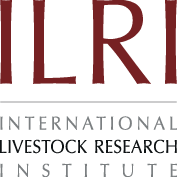 ILRI
INTERNATIONAL
LIVESTOCK RESEARCH
INSTITUTE